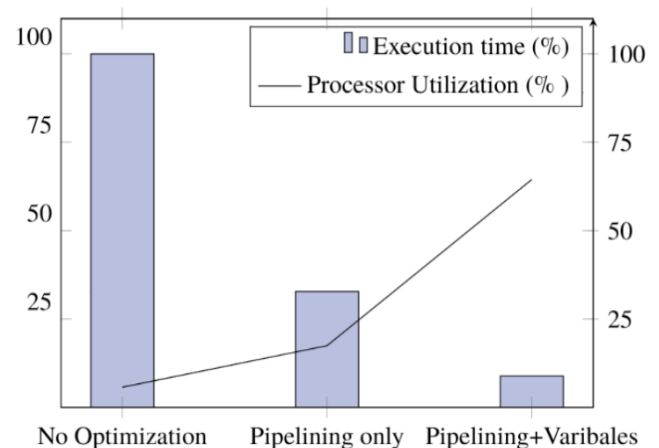 100
75
50
25
Execution time (%)
Processor Utilization (% )
100
75
50
25
No Optimization
Pipelining only
Pipelining+Varibales